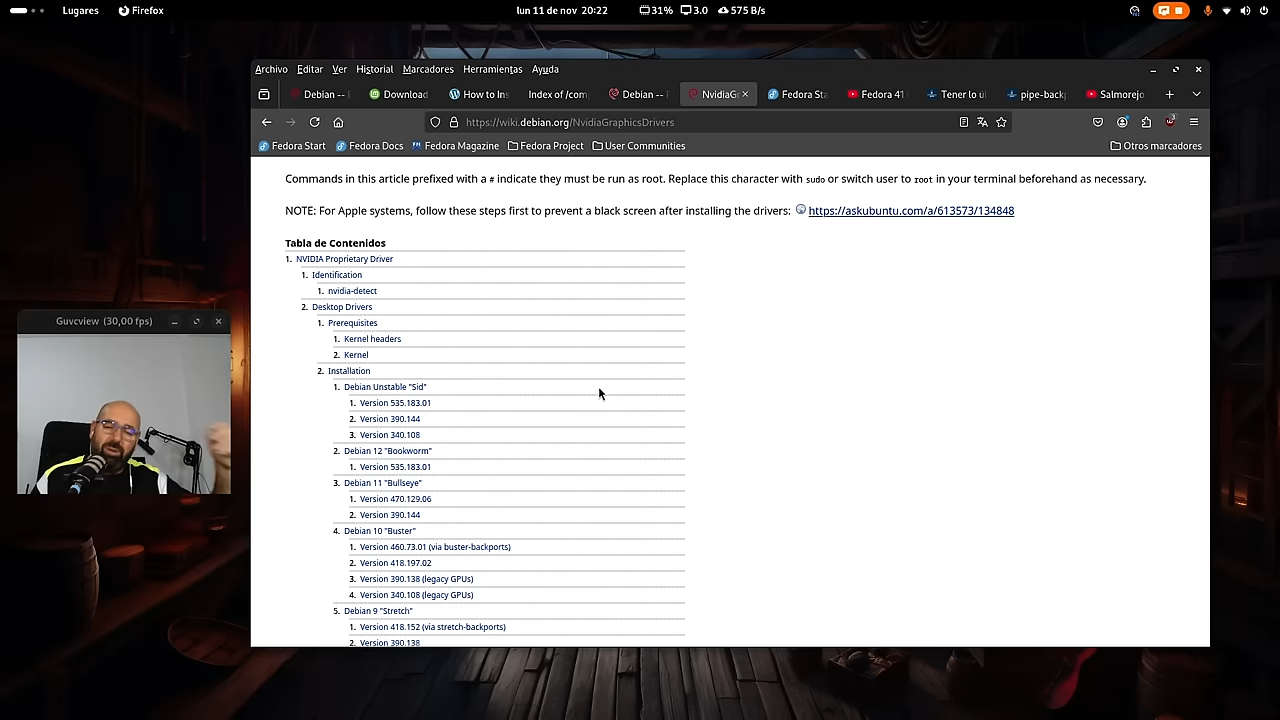 Lugares Firefox lun 11 de nov 20:22 31% 3.0 575 B/s
Archivo Editar Ver Historial Marcadores Herramientas Ayuda
Debian -- Download How to Ins Index of /com Debian -- NvidiaGr Fedora Sta Fedora 41 Tener lo úl pipe-back Salmorejo
https://wiki.debian.org/NvidiaGraphicsDrivers 3
Fedora Start Fedora Docs Fedora Magazine Fedora Project User Communities Otros marcadores
Commands in this article prefixed with a # indicate they must be run as root. Replace this character with sudo or switch user to root in your terminal beforehand as necessary.
NOTE: For Apple systems, follow these steps first to prevent a black screen after installing the drivers: https://askubuntu.com/a/613573/134848
Tabla de Contenidos
1. NVIDIA Proprietary Driver
1. Identification
1. nvidia-detect
2. Desktop Drivers
1. Prerequisites
1. Kernel headers
2. Kernel
2. Installation
1. Debian Unstable "Sid"
1. Version 535.183.01
2. Version 390.144
3. Version 340.108
2. Debian 12 "Bookworm"
1. Version 535.183.01
3. Debian 11 "Bullseye"
1. Version 470.129.06
2. Version 390.144
4. Debian 10 "Buster"
1. Version 460.73.01 (via buster-backports)
2. Version 418.197.02
3. Version 390.138 (legacy GPUs)
4. Version 340.108 (legacy GPUs)
5. Debian 9 "Stretch"
1. Version 418.152 (via stretch-backports)
2. Version 390.138
Guvcview (30,00 fps)